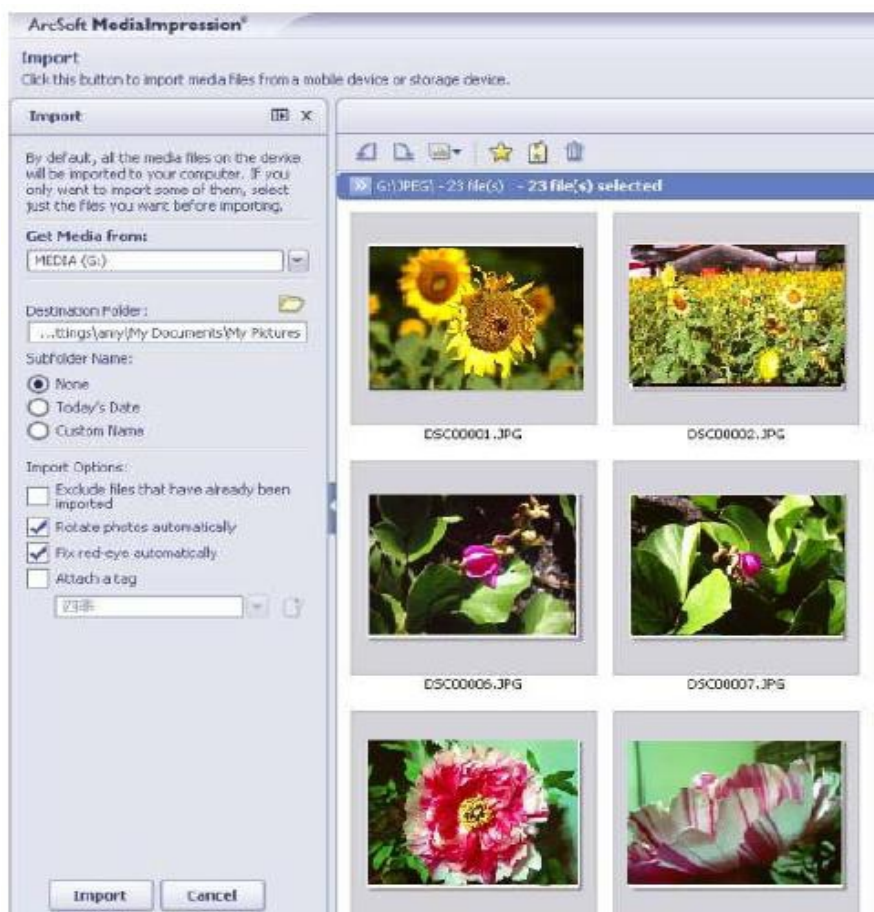 ArcSoft MediaImpression®
Import
Click this button to import media files from a mobile device or storage device.
Import
By default, all the media files on the device
will be imported to your computer. If you
only want to import some of them, select
just the files you want before importing.
Get Media from:
MEDIA (G:)
Destination Folder:
...ttings\amy\My Documents\My Pictures
Subfolder Name:
None
Today's Date
Custom Name
Import Options:
Exclude files that have already been
imported
Rotate photos automatically
Fix red-eye automatically
Attach a tag
Import
Cancel
G:\JPEG\ - 23 file(s) - 23 file(s) selected
DSC00001.JPG
DSC00002.JPG
DSC00006.JPG
DSC00007.JPG